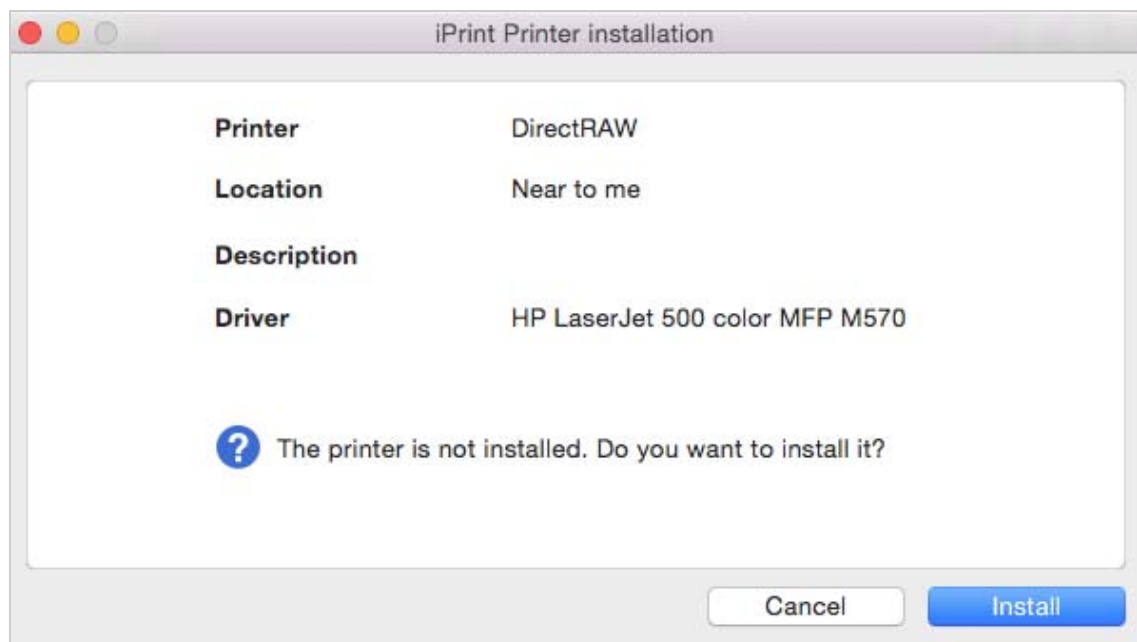 iPrint Printer installation
Printer DirectRAW
Location Near to me
Description
Driver HP LaserJet 500 color MFP M570
? The printer is not installed. Do you want to install it?
Cancel Install